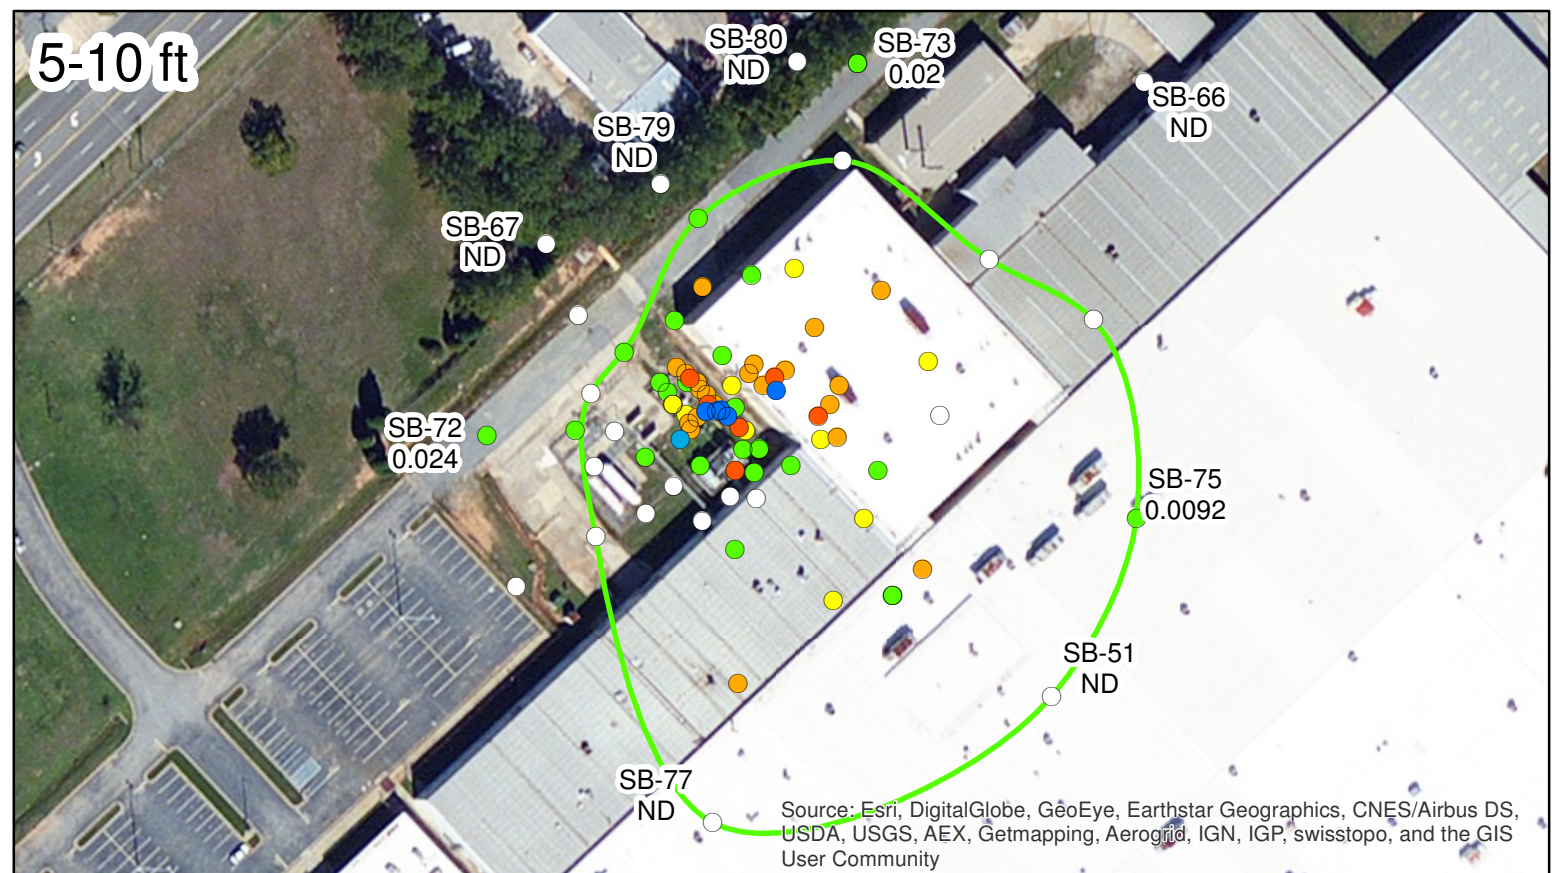 5-10 ft
SB-80
ND
SB-73
0.02
SB-66
ND
SB-79
ND
SB-67
ND
SB-72
0.024
SB-75
0.0092
SB-51
ND
SB-77
ND
Source: Esri, DigitalGlobe, GeoEye, Earthstar Geographics, CNES/Airbus DS,
USDA, USGS, AEX, Getmapping, Aerogrid, IGN, IGP, swisstopo, and the GIS
User Community